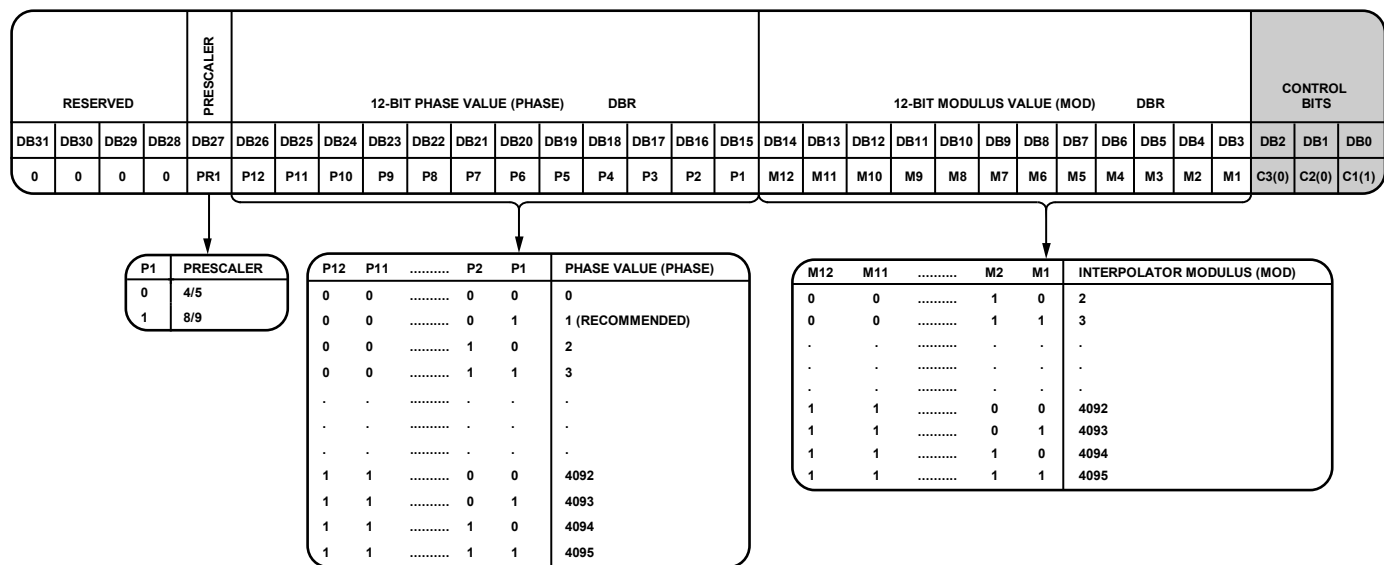 RESERVED PRESCALER 12-BIT PHASE VALUE (PHASE) DBR 12-BIT MODULUS VALUE (MOD) DBR CONTROL BITS
DB31 DB30 DB29 DB28 DB27 DB26 DB25 DB24 DB23 DB22 DB21 DB20 DB19 DB18 DB17 DB16 DB15 DB14 DB13 DB12 DB11 DB10 DB9 DB8 DB7 DB6 DB5 DB4 DB3 DB2 DB1 DB0
0 0 0 0 PR1 P12 P11 P10 P9 P8 P7 P6 P5 P4 P3 P2 P1 M12 M11 M10 M9 M8 M7 M6 M5 M4 M3 M2 M1 C3(0) C2(0) C1(1)
P1 PRESCALER
0 4/5
1 8/9
P12 P11 .......... P2 P1 PHASE VALUE (PHASE)
0 0 .......... 0 0 0
0 0 .......... 0 1 1 (RECOMMENDED)
0 0 .......... 1 0 2
0 0 .......... 1 1 3
. . .......... . . .
. . .......... . . .
. . .......... . . .
1 1 .......... 0 0 4092
1 1 .......... 0 1 4093
1 1 .......... 1 0 4094
1 1 .......... 1 1 4095
M12 M11 .......... M2 M1 INTERPOLATOR MODULUS (MOD)
0 0 .......... 1 0 2
0 0 .......... 1 1 3
. . .......... . . .
. . .......... . . .
. . .......... . . .
1 1 .......... 0 0 4092
1 1 .......... 0 1 4093
1 1 .......... 1 0 4094
1 1 .......... 1 1 4095